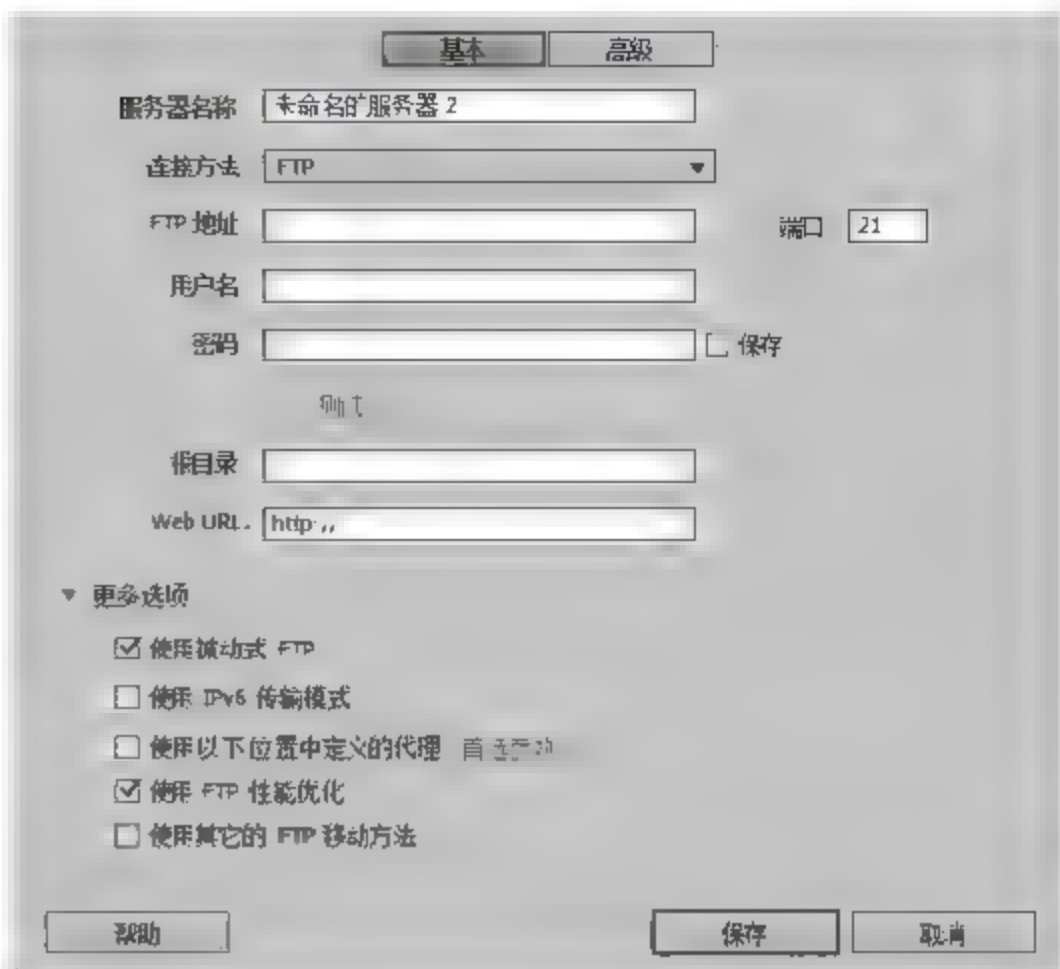 基本 高级
服务器名称 未命名的服务器 2
连接方法 FTP
FTP 地址 端口 21
用户名
密码 保存
根目录
Web URL: http://
更多选项
使用被动式 FTP
使用 IPv6 传输模式
使用以下位置中定义的代理
使用 FTP 性能优化
使用其它的 FTP 移动方法
帮助 保存 取消